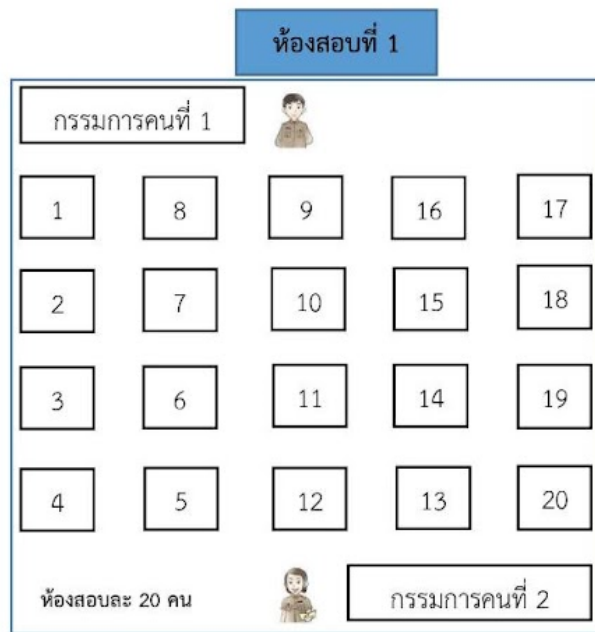 ห้องสอบที่ 1
กรรมการคนที่ 1
1 8 9 16 17
2 7 10 15 18
3 6 11 14 19
4 5 12 13 20
ห้องสอบละ 20 คน
กรรมการคนที่ 2